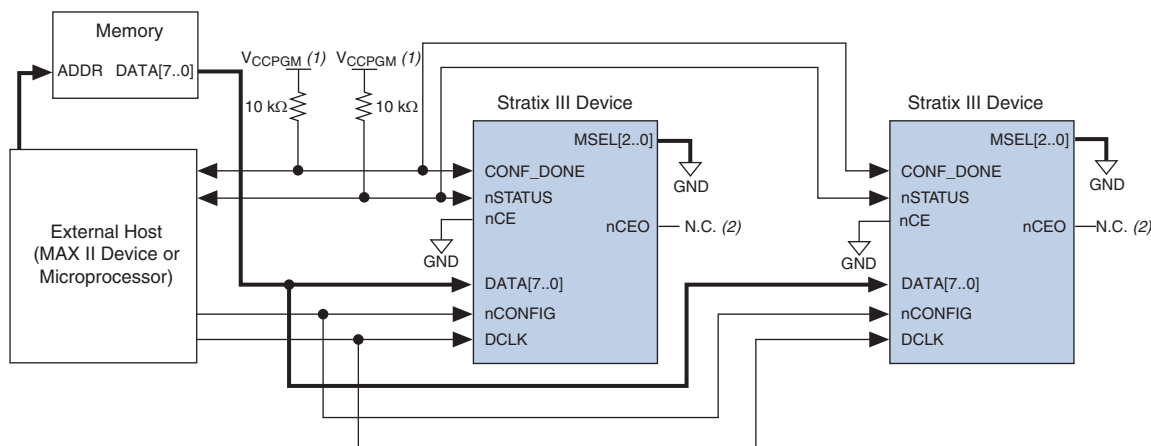 Memory
ADDR DATA[7..0]
VCCPGM (1)
VCCPGM (1)
10 kΩ
10 kΩ
External Host
(MAX II Device or
Microprocessor)
Stratix III Device
MSEL[2..0]
GND
CONF_DONE
nSTATUS
nCE
GND
nCEO
N.C. (2)
DATA[7..0]
nCONFIG
DCLK
Stratix III Device
MSEL[2..0]
GND
CONF_DONE
nSTATUS
nCE
GND
nCEO
N.C. (2)
DATA[7..0]
nCONFIG
DCLK